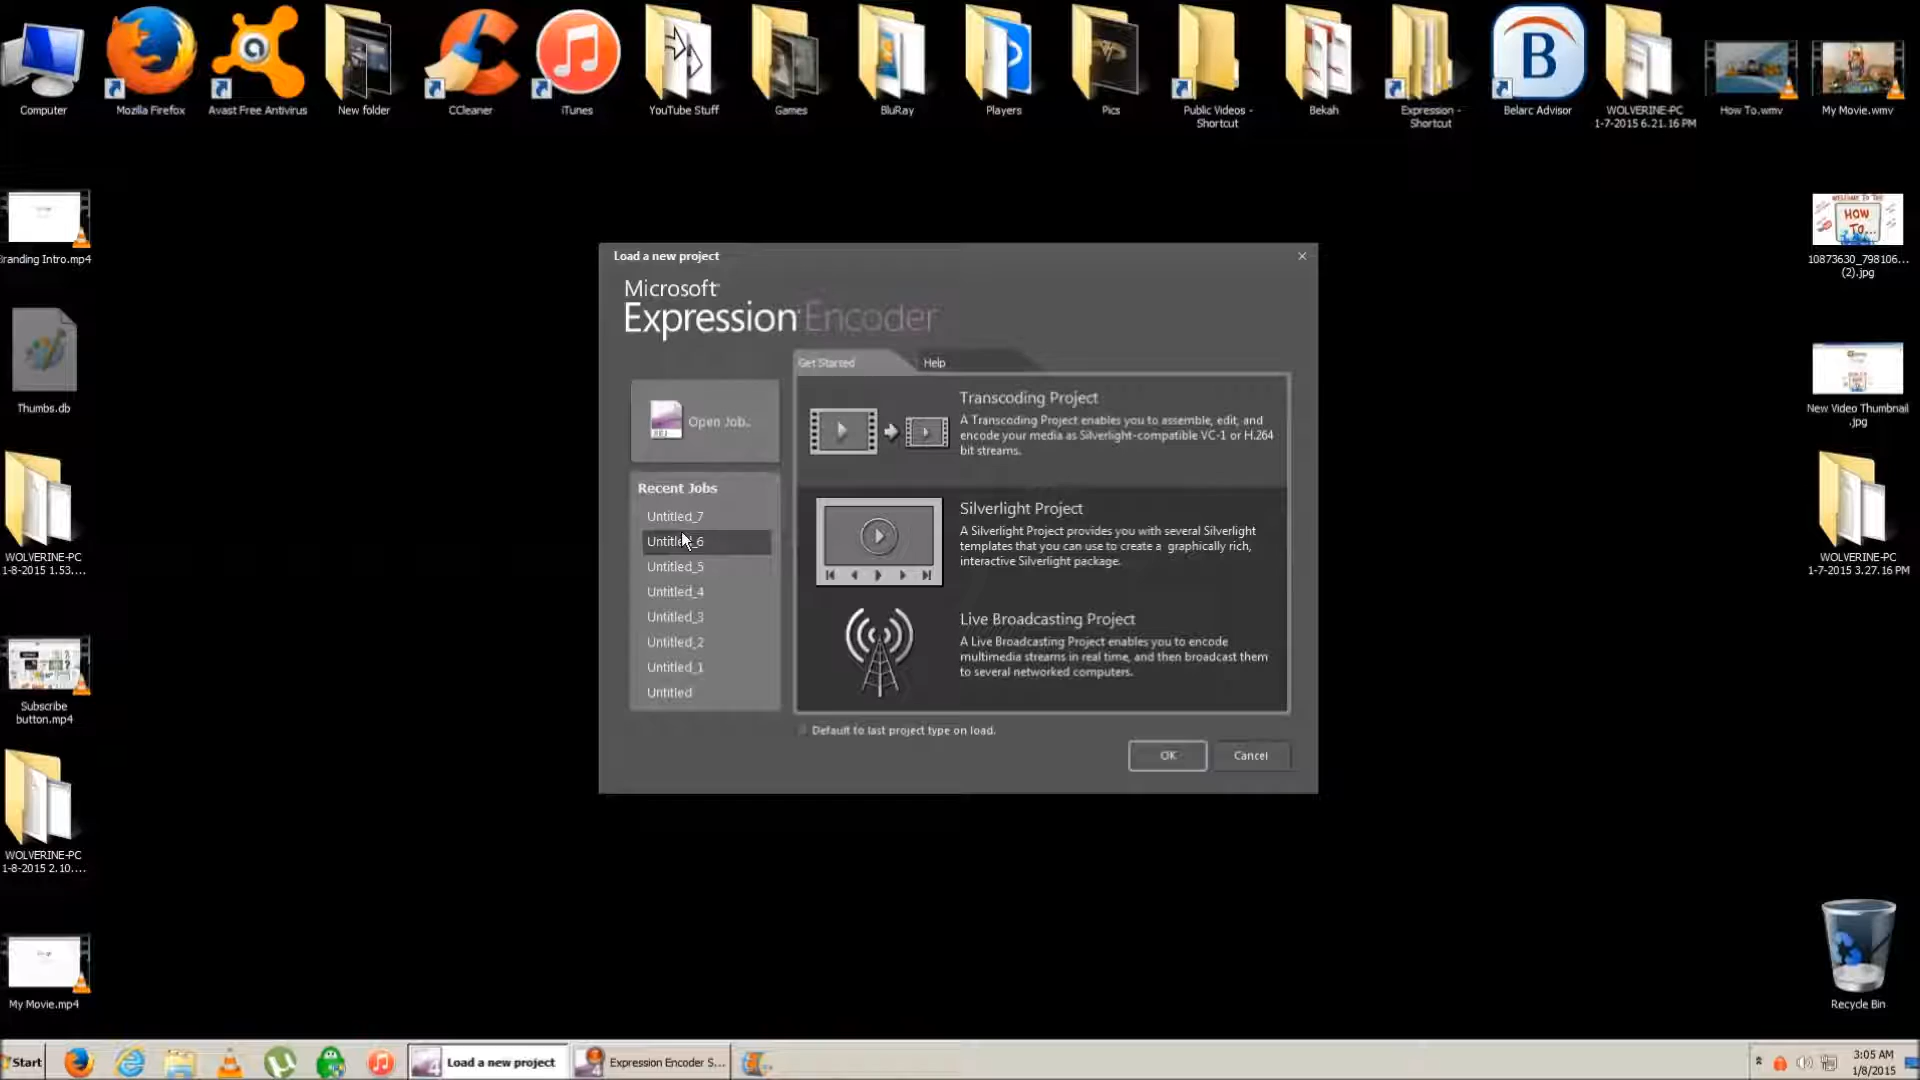 Computer
Mozilla Firefox
Avast Free Antivirus
New folder
CCleaner
iTunes
YouTube Stuff
Games
BluRay
Players
Pics
Public Videos -
Shortcut
Bekah
Expression -
Shortcut
B
Belarc Advisor
WOLVERINE-PC
1-7-2015 6.21.16 PM
How To.wmv
My Movie.wmv
randing Intro.mp4
Thumbs.db
WOLVERINE-PC
1-8-2015 1.53....
Subscribe
button.mp4
WOLVERINE-PC
1-8-2015 2.10....
My Movie.mp4
Load a new project
Microsoft
Expression Encoder
Get Started
Help
Open Job...
Recent Jobs
Untitled_7
Untitled_6
Untitled_5
Untitled_4
Untitled_3
Untitled_2
Untitled_1
Untitled
Transcoding Project
A Transcoding Project enables you to assemble, edit, and
encode your media as Silverlight-compatible VC-1 or H.264
bit streams.
Silverlight Project
A Silverlight Project provides you with several Silverlight
templates that you can use to create a graphically rich,
interactive Silverlight package.
Live Broadcasting Project
A Live Broadcasting Project enables you to encode
multimedia streams in real time, and then broadcast them
to several networked computers.
Default to last project type on load.
OK
Cancel
HOW
TO...
10873630_798106...
(2).jpg
New Video Thumbnail
.jpg
WOLVERINE-PC
1-7-2015 3.27.16 PM
Recycle Bin
Start
Load a new project
Expression Encoder S...
3:05 AM
1/8/2015